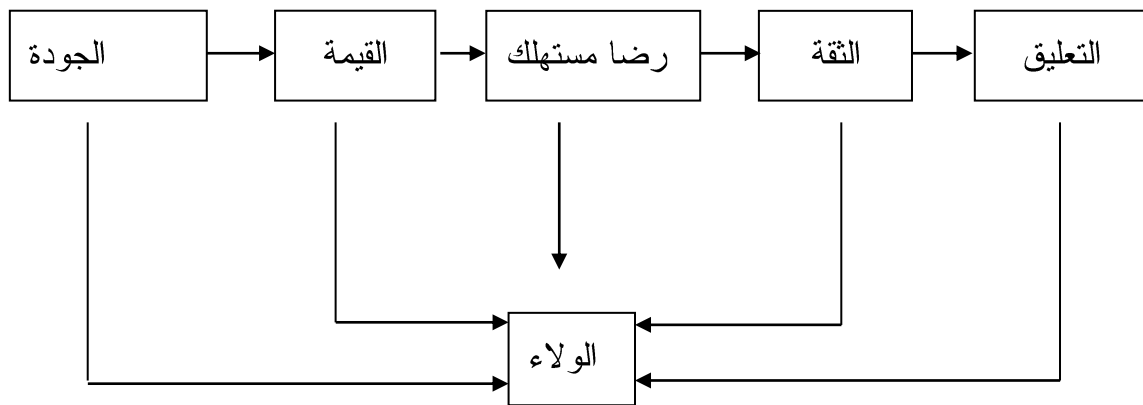 الجودة
القيمة
رضا مستهلك
الثقة
التعليق
الولاء